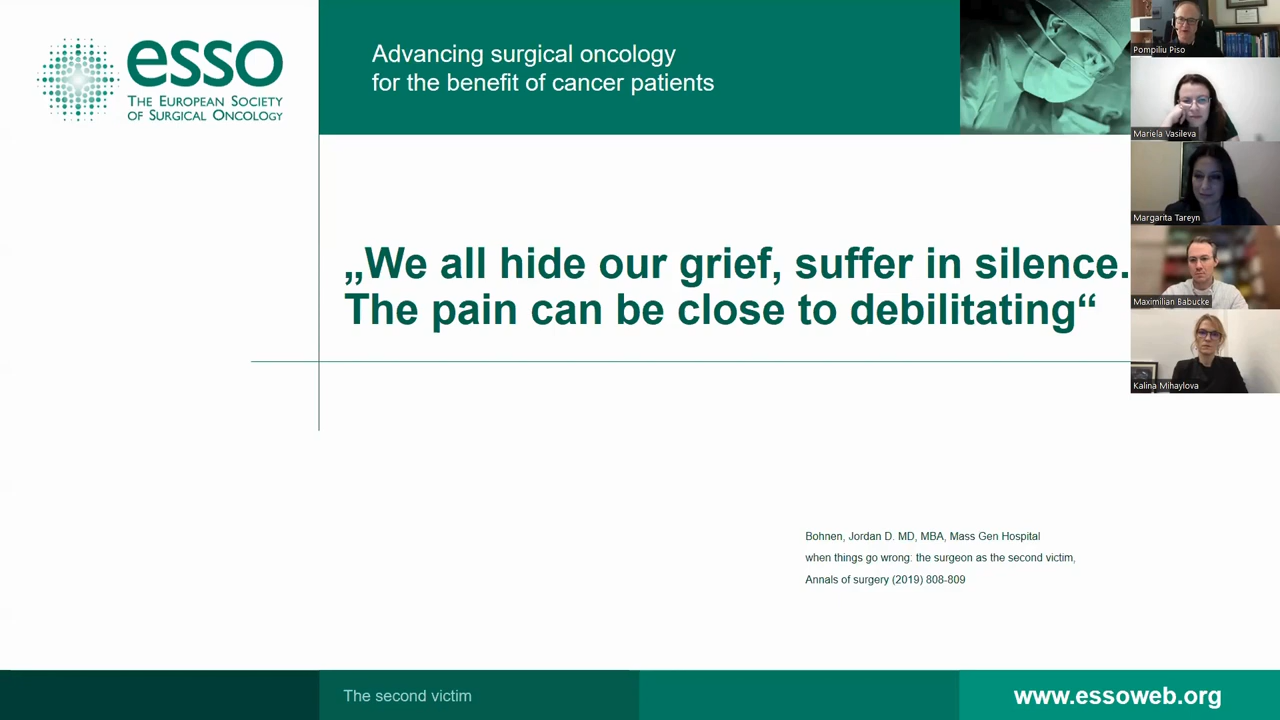 esso
THE EUROPEAN SOCIETY
OF SURGICAL ONCOLOGY
Advancing surgical oncology
for the benefit of cancer patients
Pompiliu Piso
Mariela Vasileva
Margarita Tareyn
Maximilian Babucke
Kalina Mihaylova
„We all hide our grief, suffer in silence.
The pain can be close to debilitating“
Bohnen, Jordan D. MD, MBA, Mass Gen Hospital
when things go wrong: the surgeon as the second victim,
Annals of surgery (2019) 808-809
The second victim
www.essoweb.org